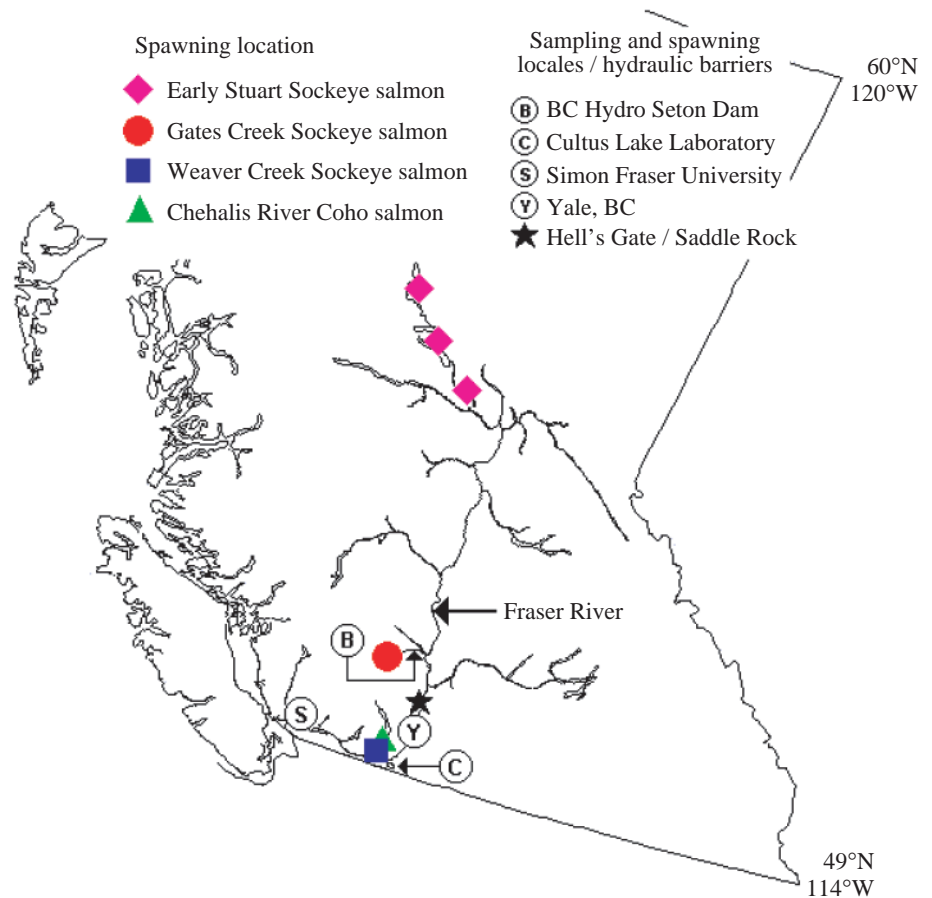 Spawning location
Early Stuart Sockeye salmon
Gates Creek Sockeye salmon
Weaver Creek Sockeye salmon
Chehalis River Coho salmon
Sampling and spawning
locales / hydraulic barriers
B BC Hydro Seton Dam
C Cultus Lake Laboratory
S Simon Fraser University
Y Yale, BC
Hell's Gate / Saddle Rock
60°N
120°W
Fraser River
B
S
Y
C
49°N
114°W